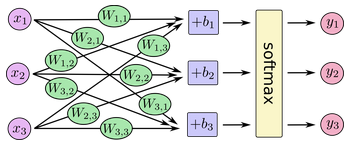 x₁ W₁,₁ +b₁ y₁
W₂,₁ W₁,₃
W₁,₂
x₂ W₂,₂ +b₂ softmax y₂
W₃,₂
W₂,₃ W₃,₁
x₃ W₃,₃ +b₃ y₃